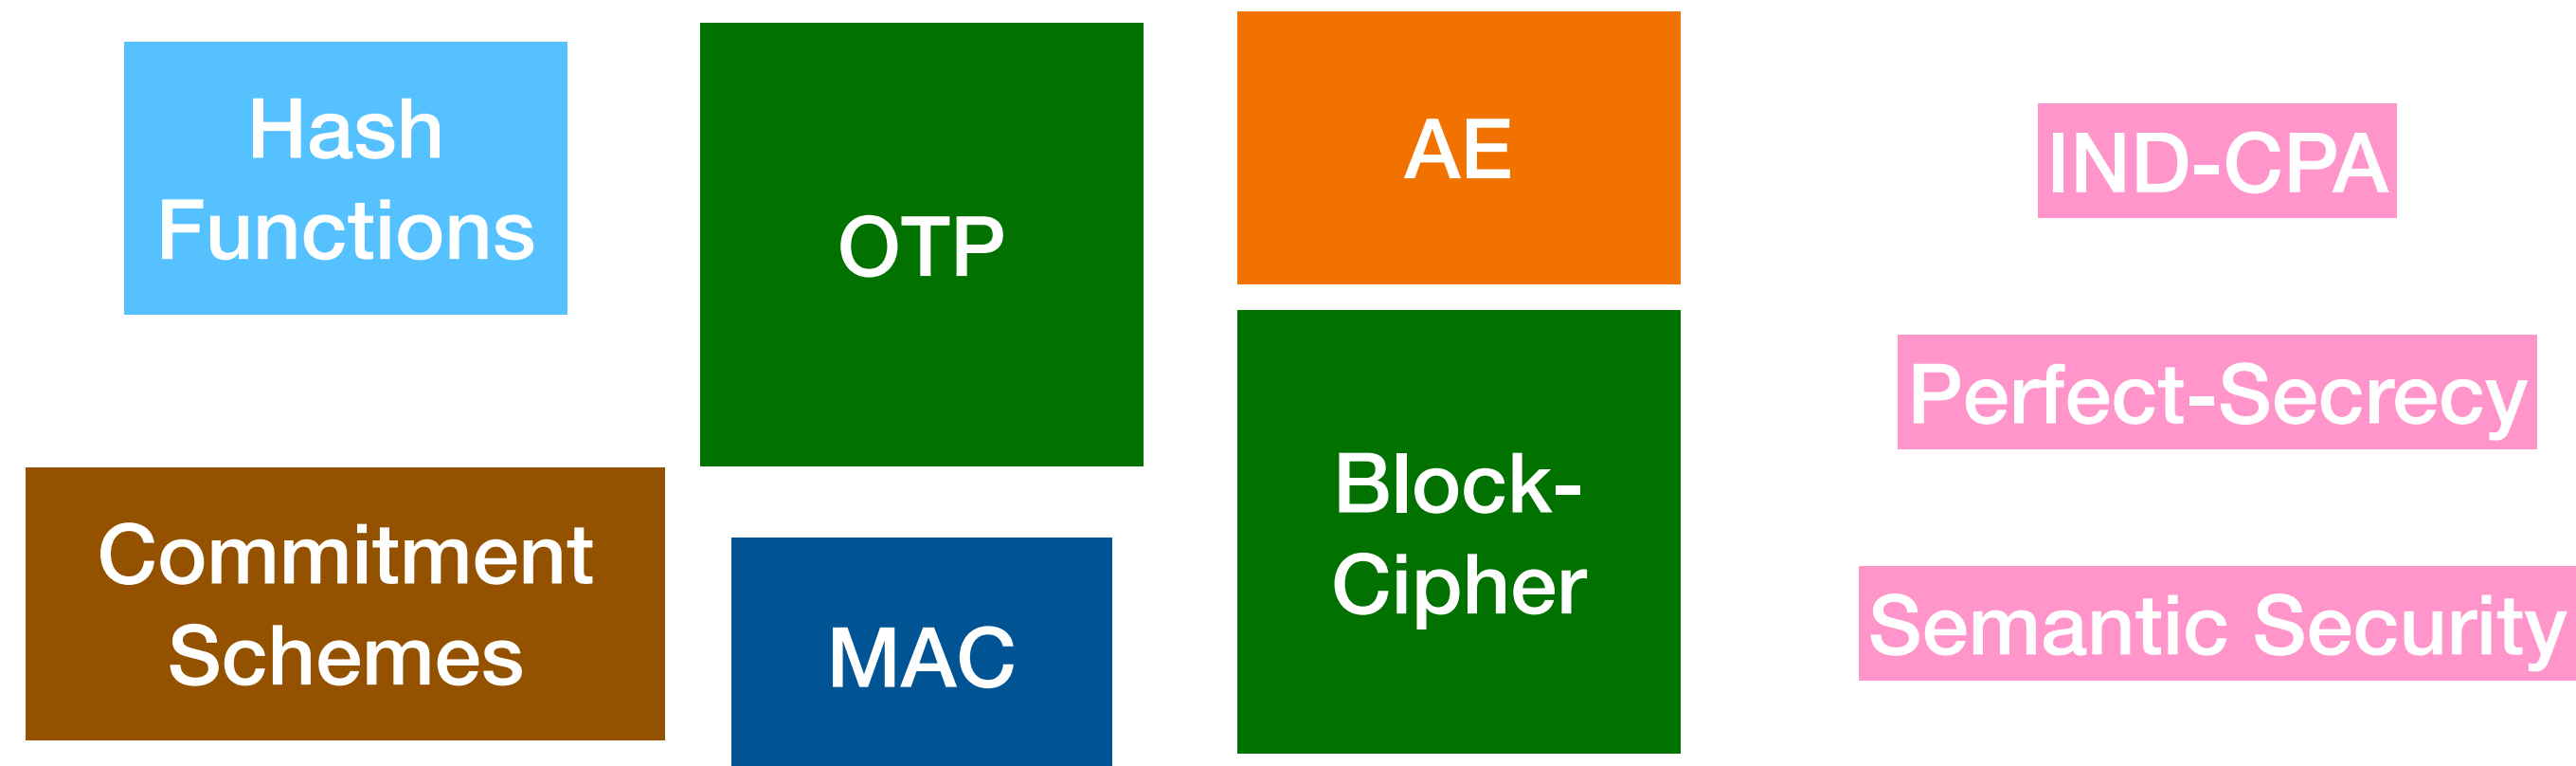 Hash
Functions
OTP
AE
IND-CPA
Perfect-Secrecy
Commitment
Schemes
MAC
Block-
Cipher
Semantic Security